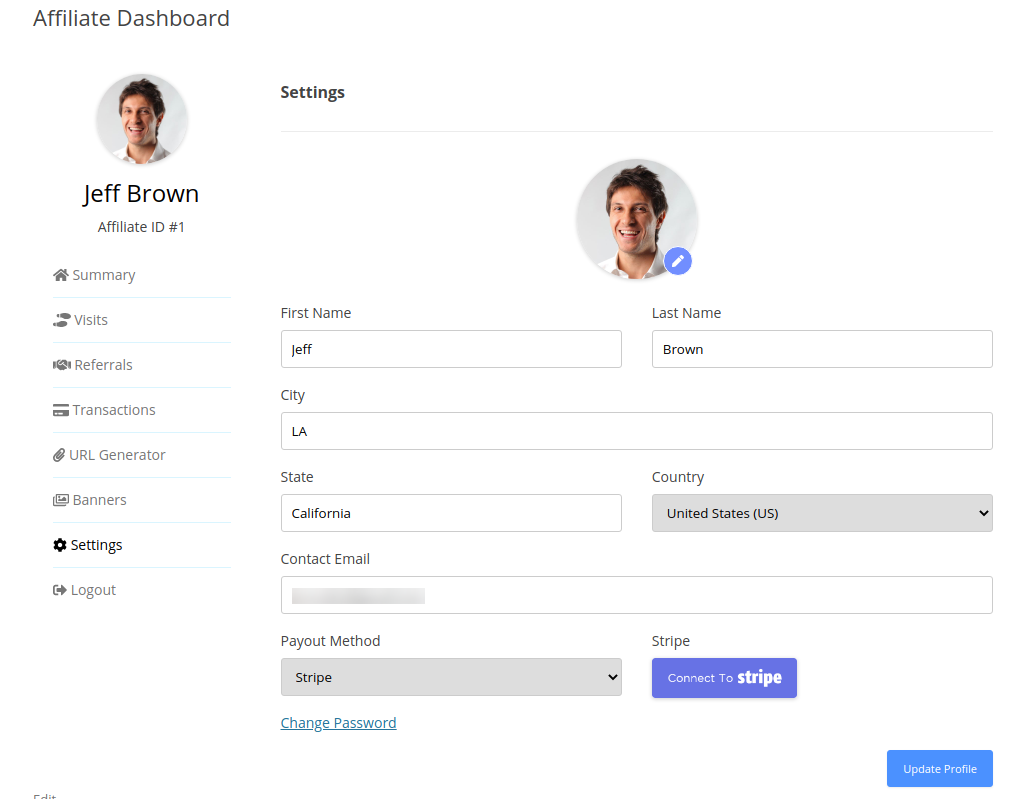 Affiliate Dashboard
Jeff Brown
Affiliate ID #1
Summary
Visits
Referrals
Transactions
URL Generator
Banners
Settings
Logout
Settings
First Name
Last Name
Jeff
Brown
City
LA
State
Country
California
United States (US)
Contact Email
Payout Method
Stripe
Stripe
Connect To stripe
Change Password
Update Profile
Edit